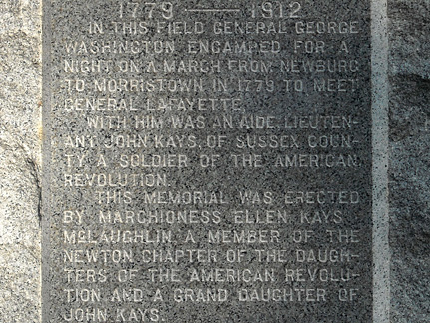 1779 — 1912
IN THIS FIELD GENERAL GEORGE
WASHINGTON ENCAMPED FOR A
NIGHT ON A MARCH FROM NEWBURG
TO MORRISTOWN IN 1779 TO MEET
GENERAL LAFAYETTE.
WITH HIM WAS AN AIDE LIEUTEN-
ANT JOHN KAYS, OF SUSSEX COUN-
TY A SOLDIER OF THE AMERICAN
REVOLUTION.
THIS MEMORIAL WAS ERECTED
BY MARCHIONESS ELLEN KAYS
McLAUGHLIN A MEMBER OF THE
NEWTON CHAPTER OF THE DAUGH-
TERS OF THE AMERICAN REVOLU-
TION AND A GRAND DAUGHTER OF
JOHN KAYS.